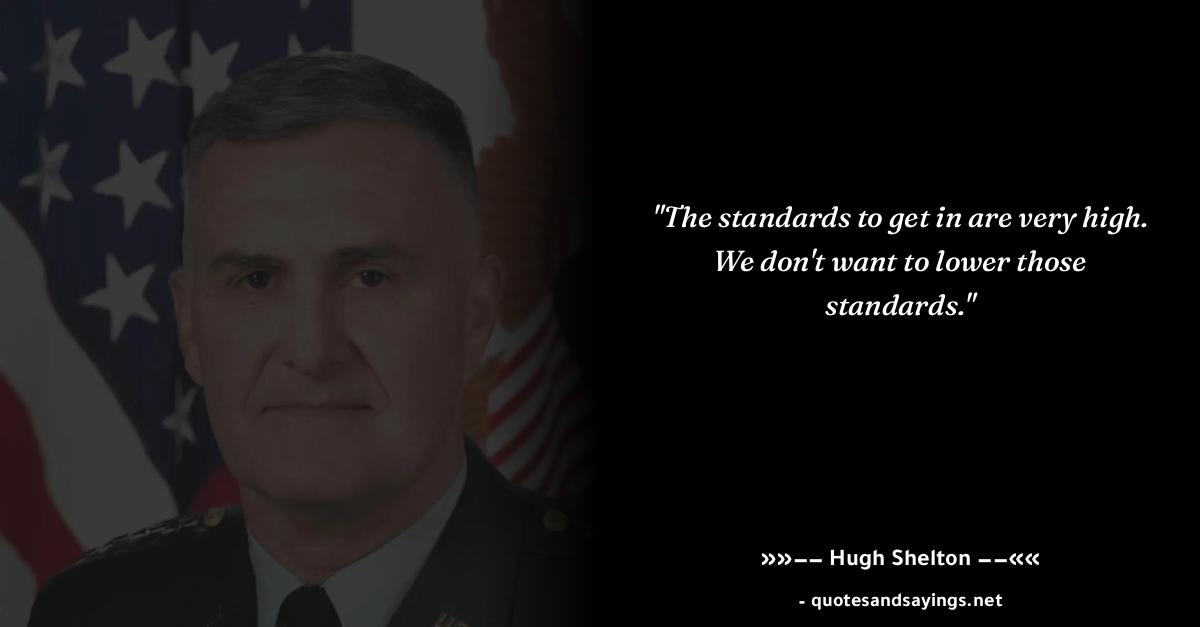 "The standards to get in are very high.
We don't want to lower those
standards."
»»−− Hugh Shelton −−««
- quotesandsayings.net